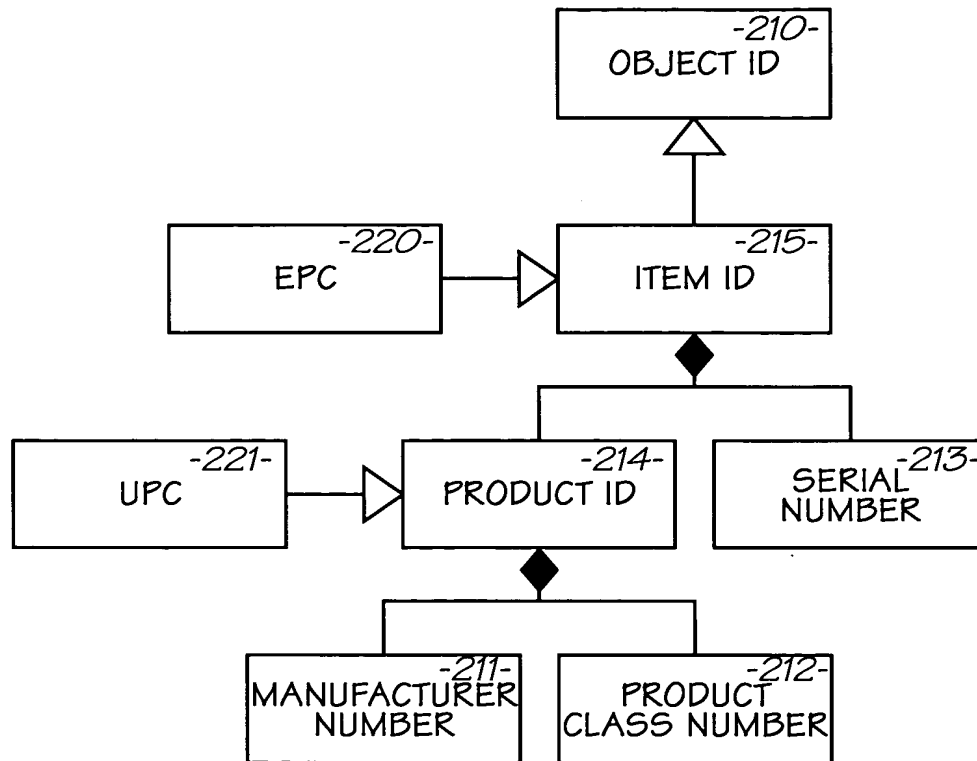 -210-
OBJECT ID
-220-
EPC
-215-
ITEM ID
-221-
UPC
-214-
PRODUCT ID
-213-
SERIAL
NUMBER
-211-
MANUFACTURER
NUMBER
-212-
PRODUCT
CLASS NUMBER